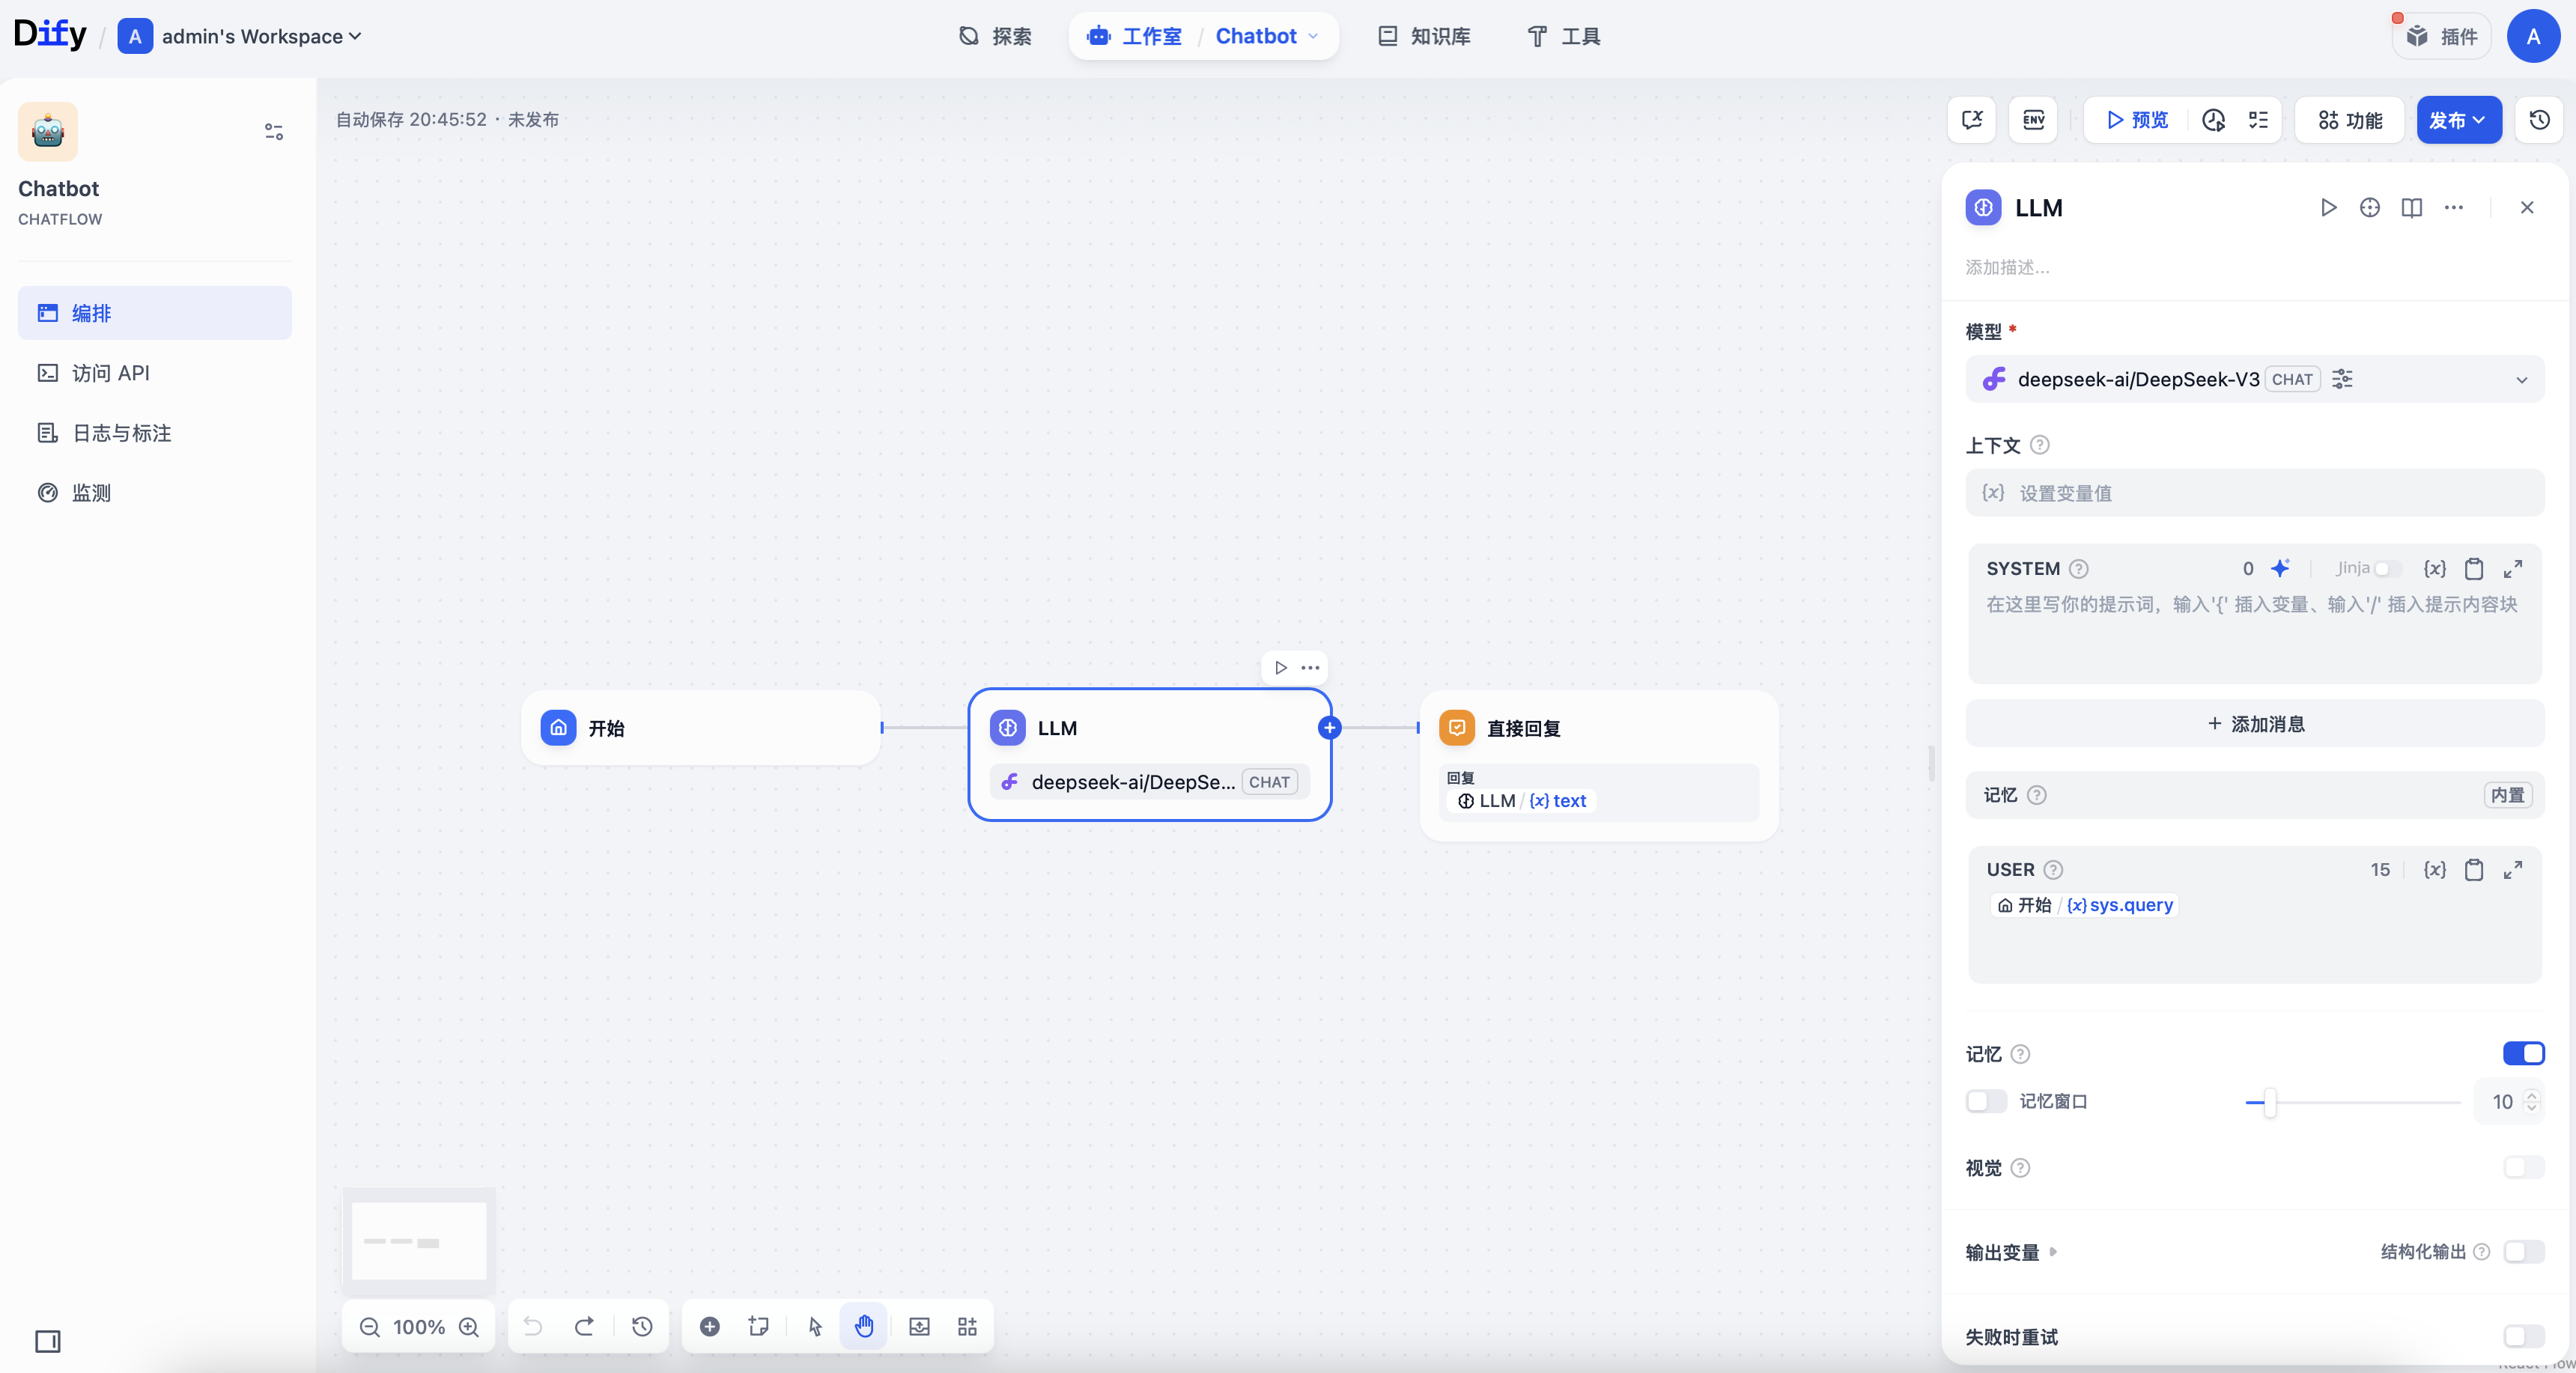 Dify / A admin's Workspace
探索
工作室 / Chatbot
知识库
工具
插件
A
Chatbot
CHATFLOW
编排
访问 API
日志与标注
监测
自动保存 20:45:52 · 未发布
ENV
预览
功能
发布
开始
LLM
deepseek-ai/DeepSe... CHAT
直接回复
回复
LLM / {x} text
100%
LLM
添加描述...
模型 *
deepseek-ai/DeepSeek-V3 CHAT
上下文
{x} 设置变量值
SYSTEM 0 Jinja {x}
在这里写你的提示词，输入'{' 插入变量、输入'/' 插入提示内容块
+ 添加消息
记忆 内置
USER 15 {x}
开始 / {x} sys.query
记忆
记忆窗口 10
视觉
输出变量 结构化输出
失败时重试
React Flow